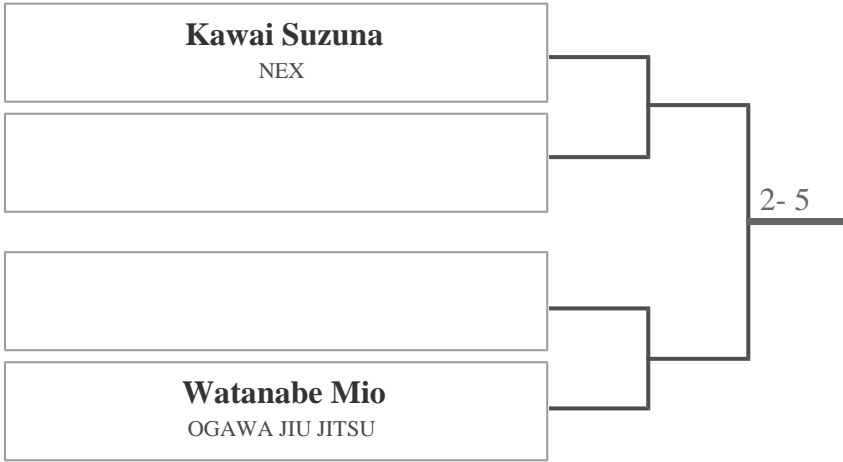 Kawai Suzuna
NEX
2- 5
Watanabe Mio
OGAWA JIU JITSU